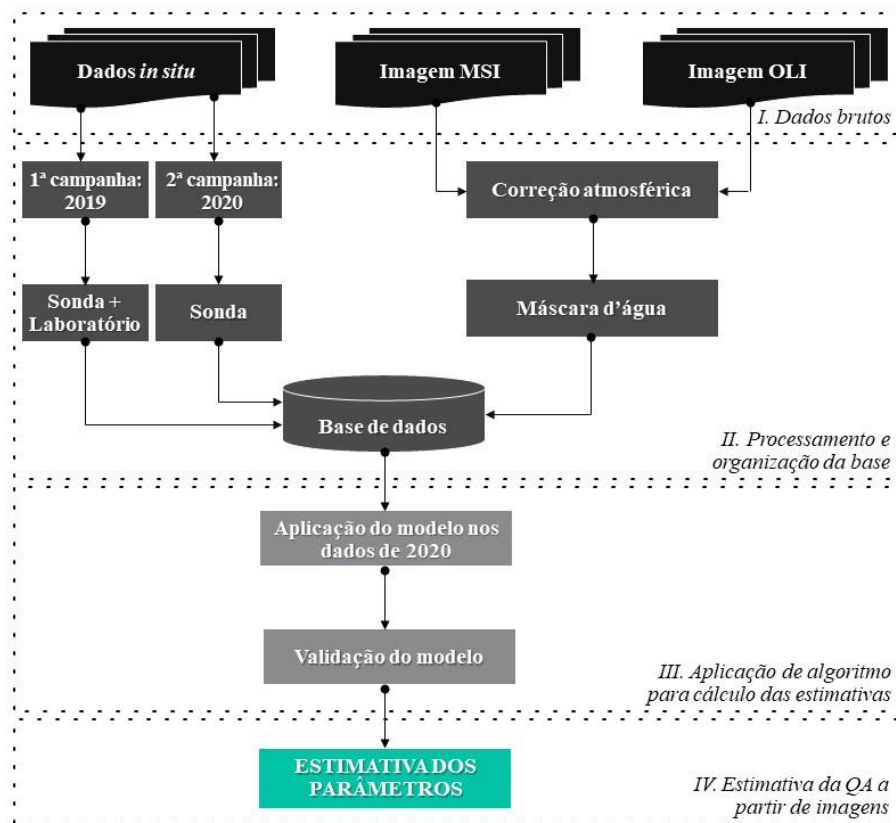 Dados in situ
Imagem MSI
Imagem OLI
I. Dados brutos
1ª campanha:
2019
2ª campanha:
2020
Correção atmosférica
Sonda +
Laboratório
Sonda
Máscara d'água
Base de dados
II. Processamento e
organização da base
Aplicação do modelo nos
dados de 2020
Validação do modelo
III. Aplicação de algoritmo
para cálculo das estimativas
ESTIMATIVA DOS
PARÂMETROS
IV. Estimativa da QA a
partir de imagens